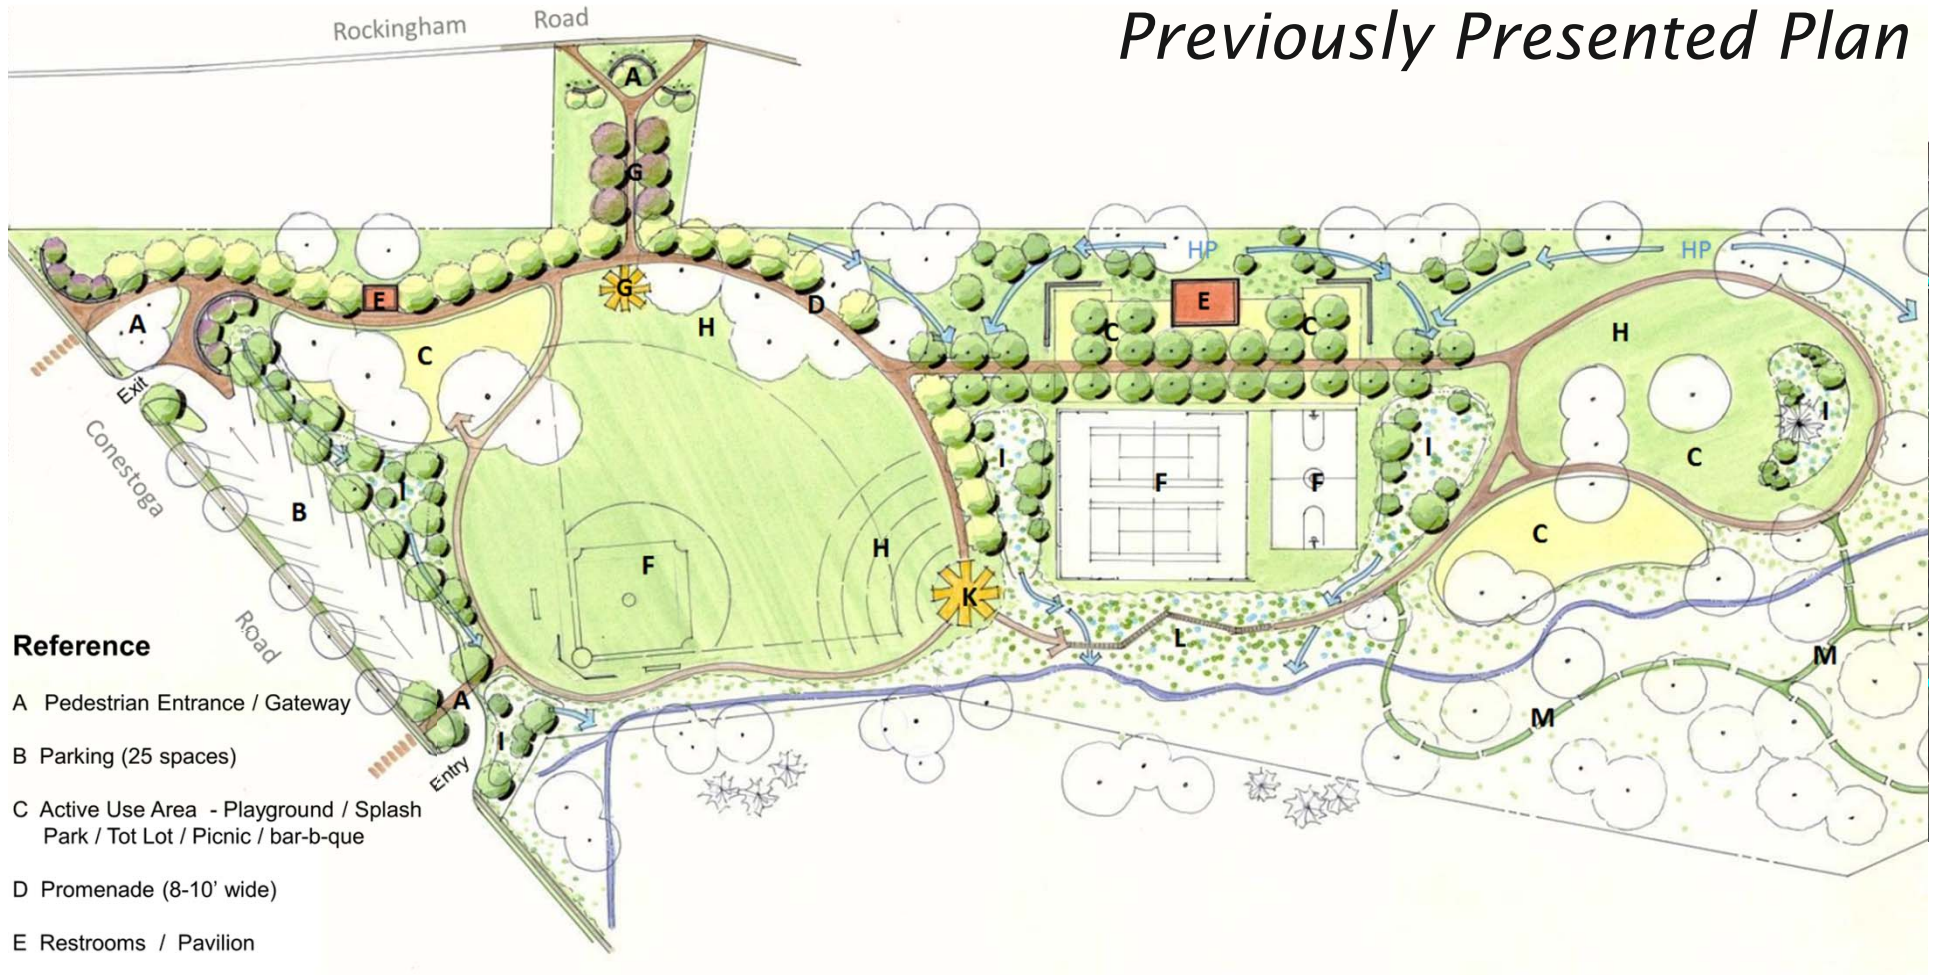 Previously Presented Plan
Rockingham Road
A
G
HP HP
E G D E
A C H C C H
Exit
Conestoga
I I I
F F C
B I
H C
F K
Road
L
M
M
A
I
Entry
Reference
A Pedestrian Entrance / Gateway
B Parking (25 spaces)
C Active Use Area - Playground / Splash
Park / Tot Lot / Picnic / bar-b-que
D Promenade (8-10’ wide)
E Restrooms / Pavilion